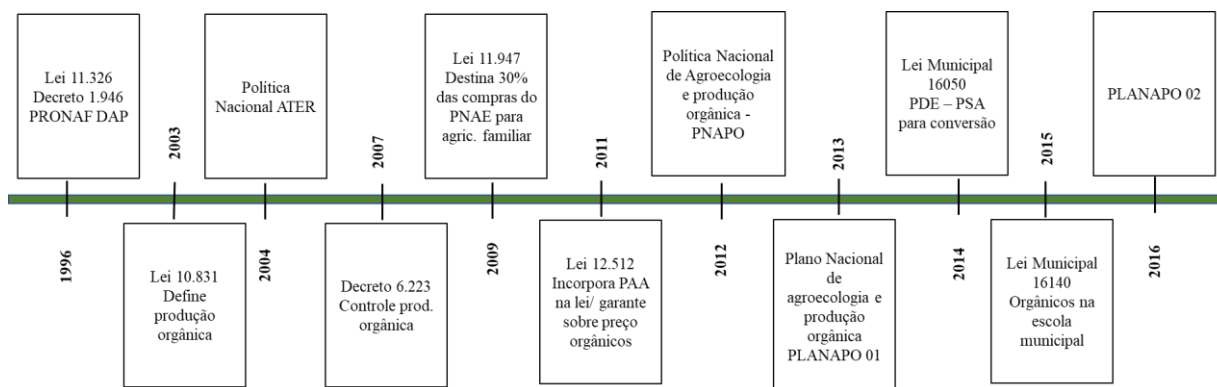 Lei 11.326
Decreto 1.946
PRONAF DAP
1996
2003
Lei 10.831
Define
produção
orgânica
Política
Nacional ATER
2004
2007
Decreto 6.223
Controle prod.
orgânica
Lei 11.947
Destina 30%
das compras do
PNAE para
agric. familiar
2009
2011
Lei 12.512
Incorpora PAA
na lei/ garante
sobre preço
orgânicos
Política Nacional
de Agroecologia
e produção
orgânica -
PNAPO
2012
2013
Plano Nacional
de
agroecologia e
produção
orgânica
PLANAPO 01
Lei Municipal
16050
PDE – PSA
para conversão
2014
2015
Lei Municipal
16140
Orgânicos na
escola
municipal
PLANAPO 02
2016